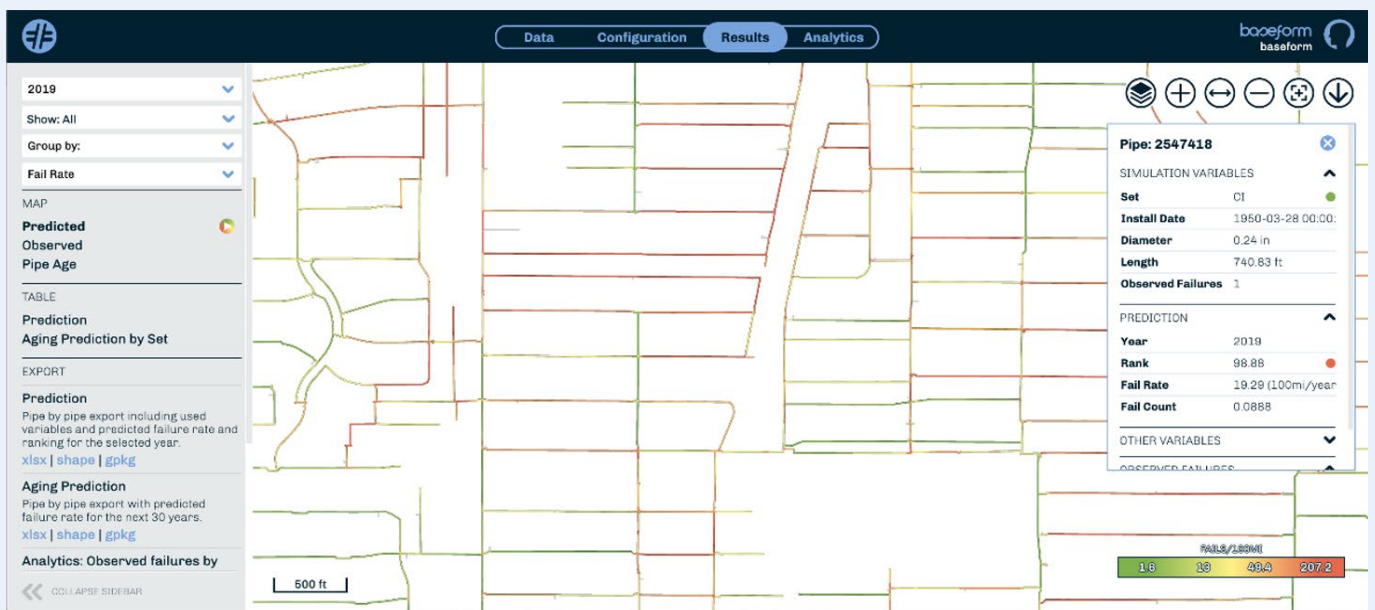 Data
Configuration
Results
Analytics
baseform
baseform
2019
Show: All
Group by:
Fail Rate
MAP
Predicted
Observed
Pipe Age
TABLE
Prediction
Aging Prediction by Set
EXPORT
Prediction
Pipe by pipe export including used
variables and predicted failure rate and
ranking for the selected year.
xlsx | shape | gpkg
Aging Prediction
Pipe by pipe export with predicted
failure rate for the next 30 years.
xlsx | shape | gpkg
Analytics: Observed failures by
COLLAPSE SIDEBAR
500 ft
Pipe: 2547418
SIMULATION VARIABLES
Set CI
Install Date 1950-03-28 00:00:
Diameter 0.24 in
Length 740.83 ft
Observed Failures 1
PREDICTION
Year 2019
Rank 98.88
Fail Rate 19.29 (100mi/year
Fail Count 0.0888
OTHER VARIABLES
OBSERVED FAILURES
FAILS/100MI
1.8 13 49.4 207.2